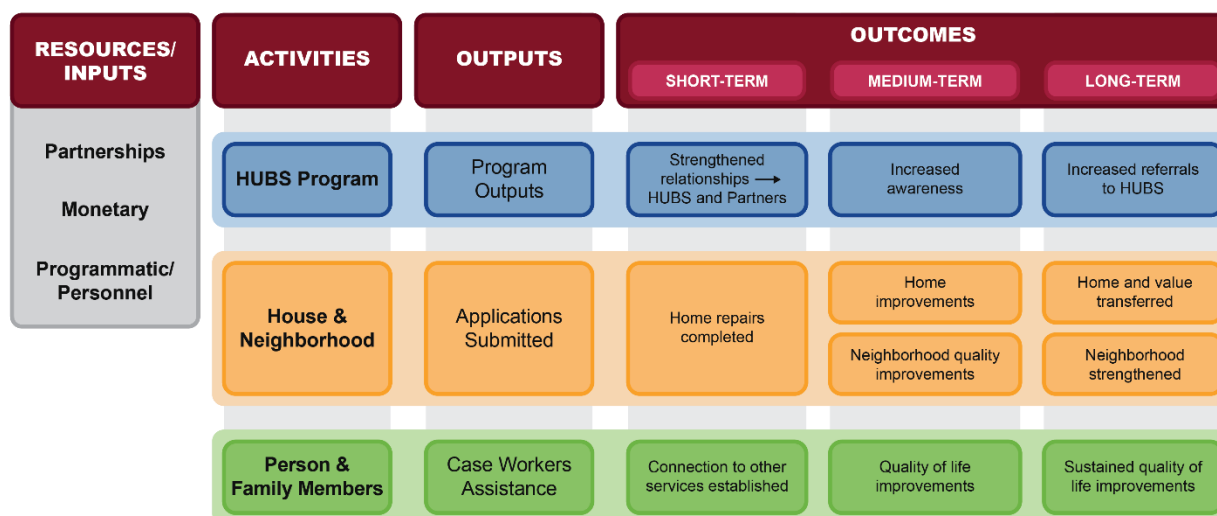 RESOURCES/
INPUTS
ACTIVITIES
OUTPUTS
OUTCOMES
SHORT-TERM
MEDIUM-TERM
LONG-TERM
Partnerships
Monetary
Programmatic/
Personnel
HUBS Program
Program
Outputs
Strengthened
relationships →
HUBS and Partners
Increased
awareness
Increased referrals
to HUBS
House &
Neighborhood
Applications
Submitted
Home repairs
completed
Home
improvements
Neighborhood quality
improvements
Home and value
transferred
Neighborhood
strengthened
Person &
Family Members
Case Workers
Assistance
Connection to other
services established
Quality of life
improvements
Sustained quality of
life improvements